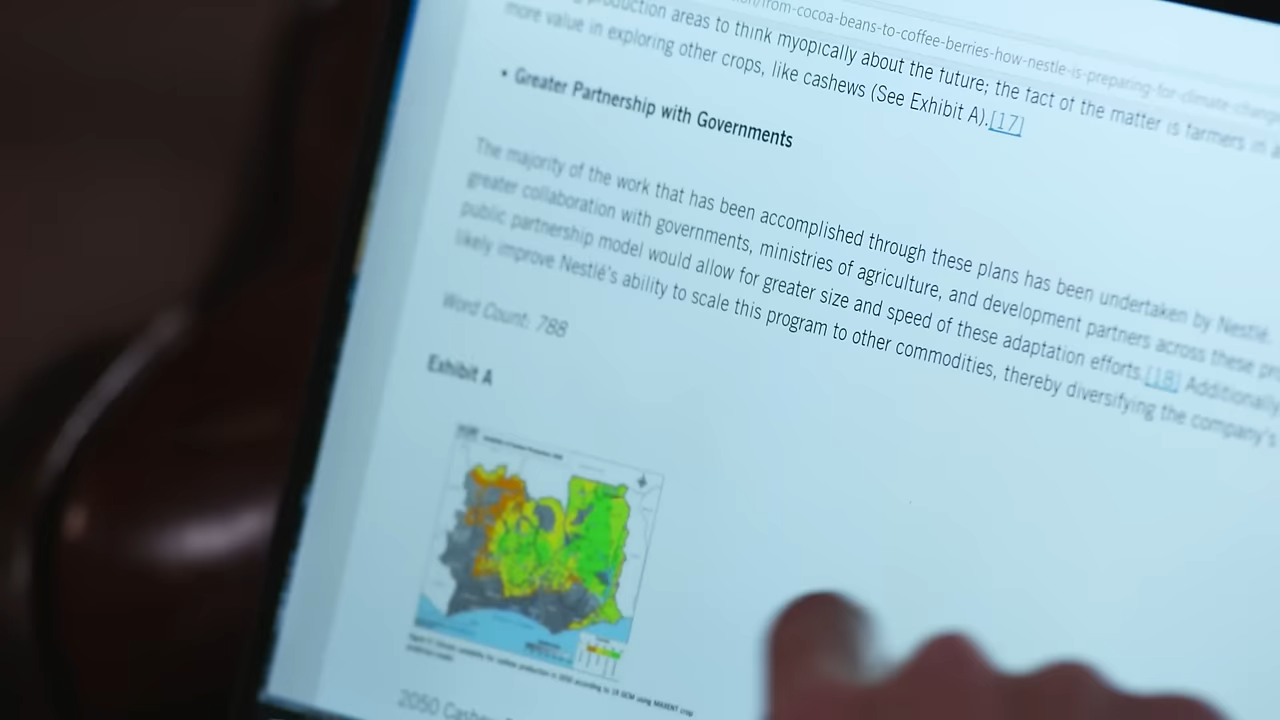 /from-cocoa-beans-to-coffee-berries-how-nestle-is-preparing-for-climate-change
production areas to think myopically about the future; the fact of the matter is farmers in a
more value in exploring other crops, like cashews (See Exhibit A).[17]
• Greater Partnership with Governments
The majority of the work that has been accomplished through these plans has been undertaken by Nestlé.
greater collaboration with governments, ministries of agriculture, and development partners across these
public partnership model would allow for greater size and speed of these adaptation efforts.[18] Additionally
likely improve Nestlé's ability to scale this program to other commodities, thereby diversifying the company's
Word Count: 788
Exhibit A
2050